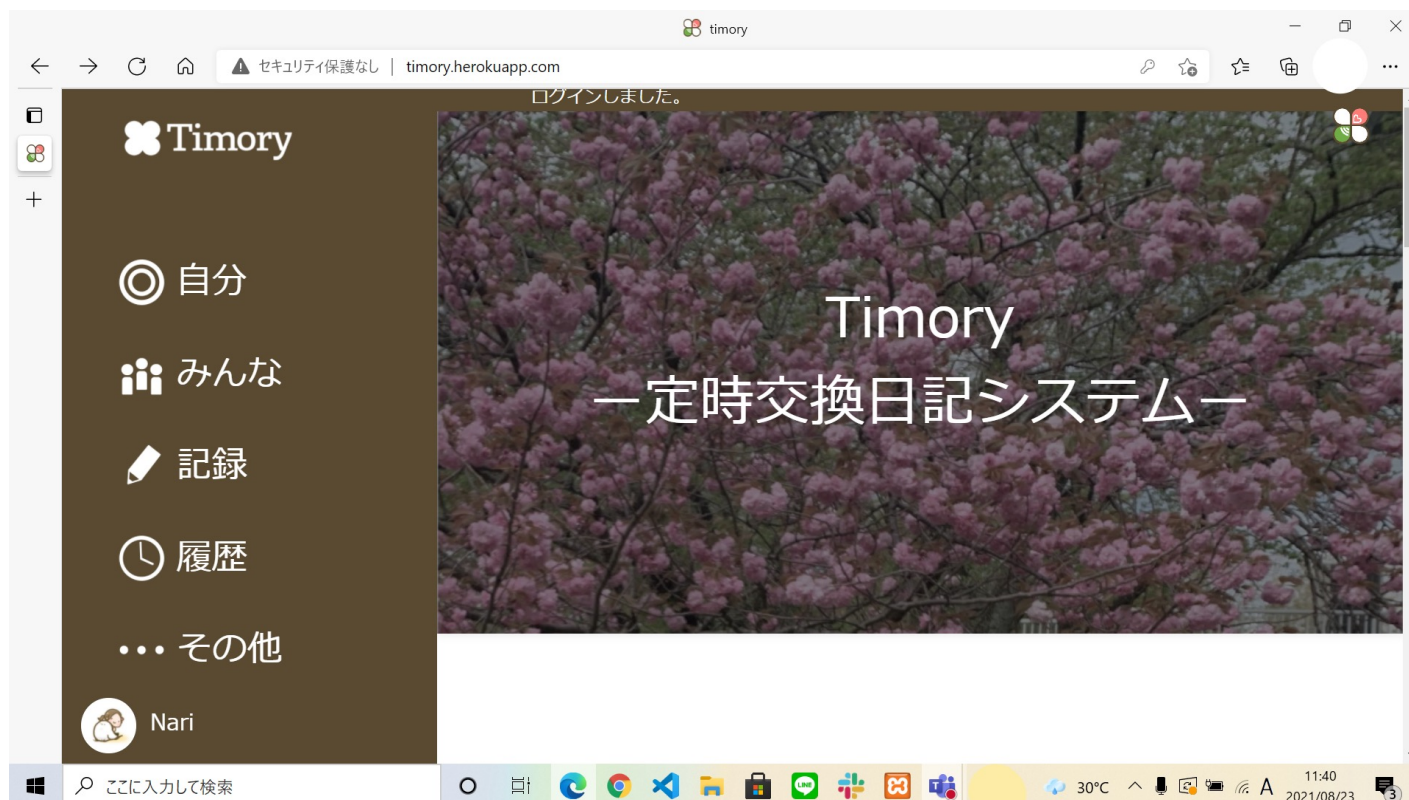 timory
セキュリティ保護なし | timory.herokuapp.com
ログインしました。
Timory
自分
みんな
記録
履歴
その他
Nari
Timory
ー定時交換日記システムー
ここに入力して検索
LINE
30°C
A
11:40
2021/08/23
3